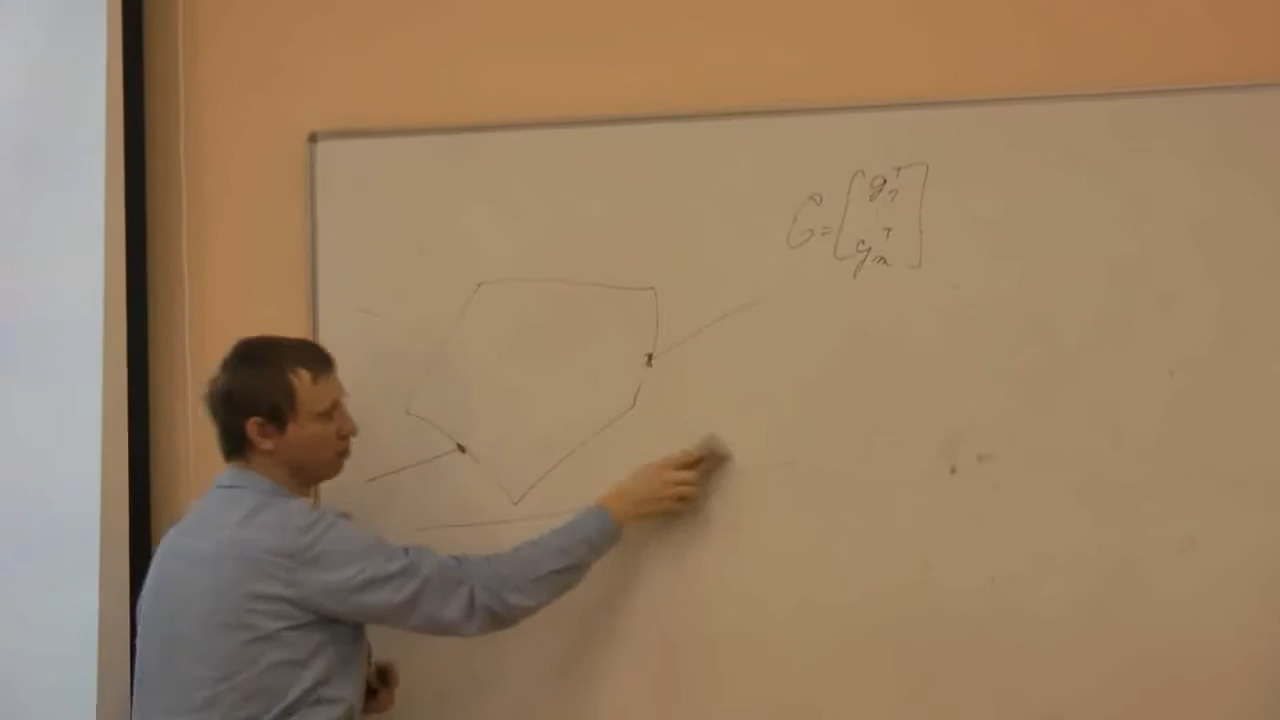 G = [ g₁ᵀ
gₘᵀ ]